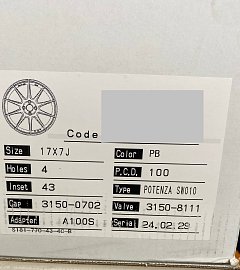 Code
Size 17X7J Color PB
Holes 4 P.C.D. 100
Inset 43 Type POTENZA SW010
Cap 3150-0702 Valve 3150-8111
Adapter A100S Serial 24.02.29